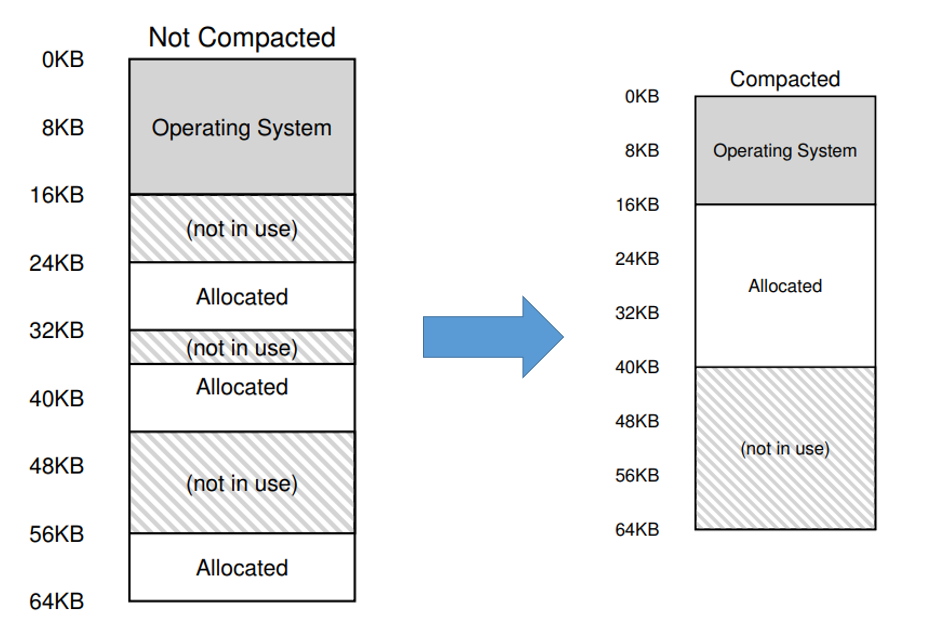 Not Compacted
0KB
Operating System
8KB
16KB
(not in use)
24KB
Allocated
32KB
(not in use)
Allocated
40KB
48KB
(not in use)
56KB
Allocated
64KB
Compacted
0KB
8KB
Operating System
16KB
24KB
Allocated
32KB
40KB
48KB
(not in use)
56KB
64KB